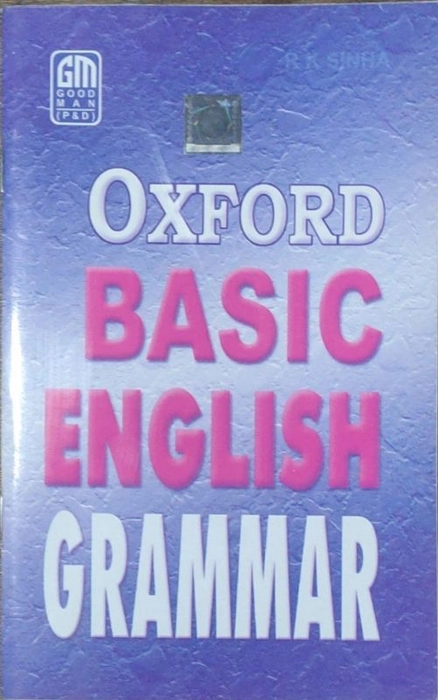 R K SINHA
GM
GOOD
MAN
(P&D)
OXFORD
BASIC
ENGLISH
GRAMMAR